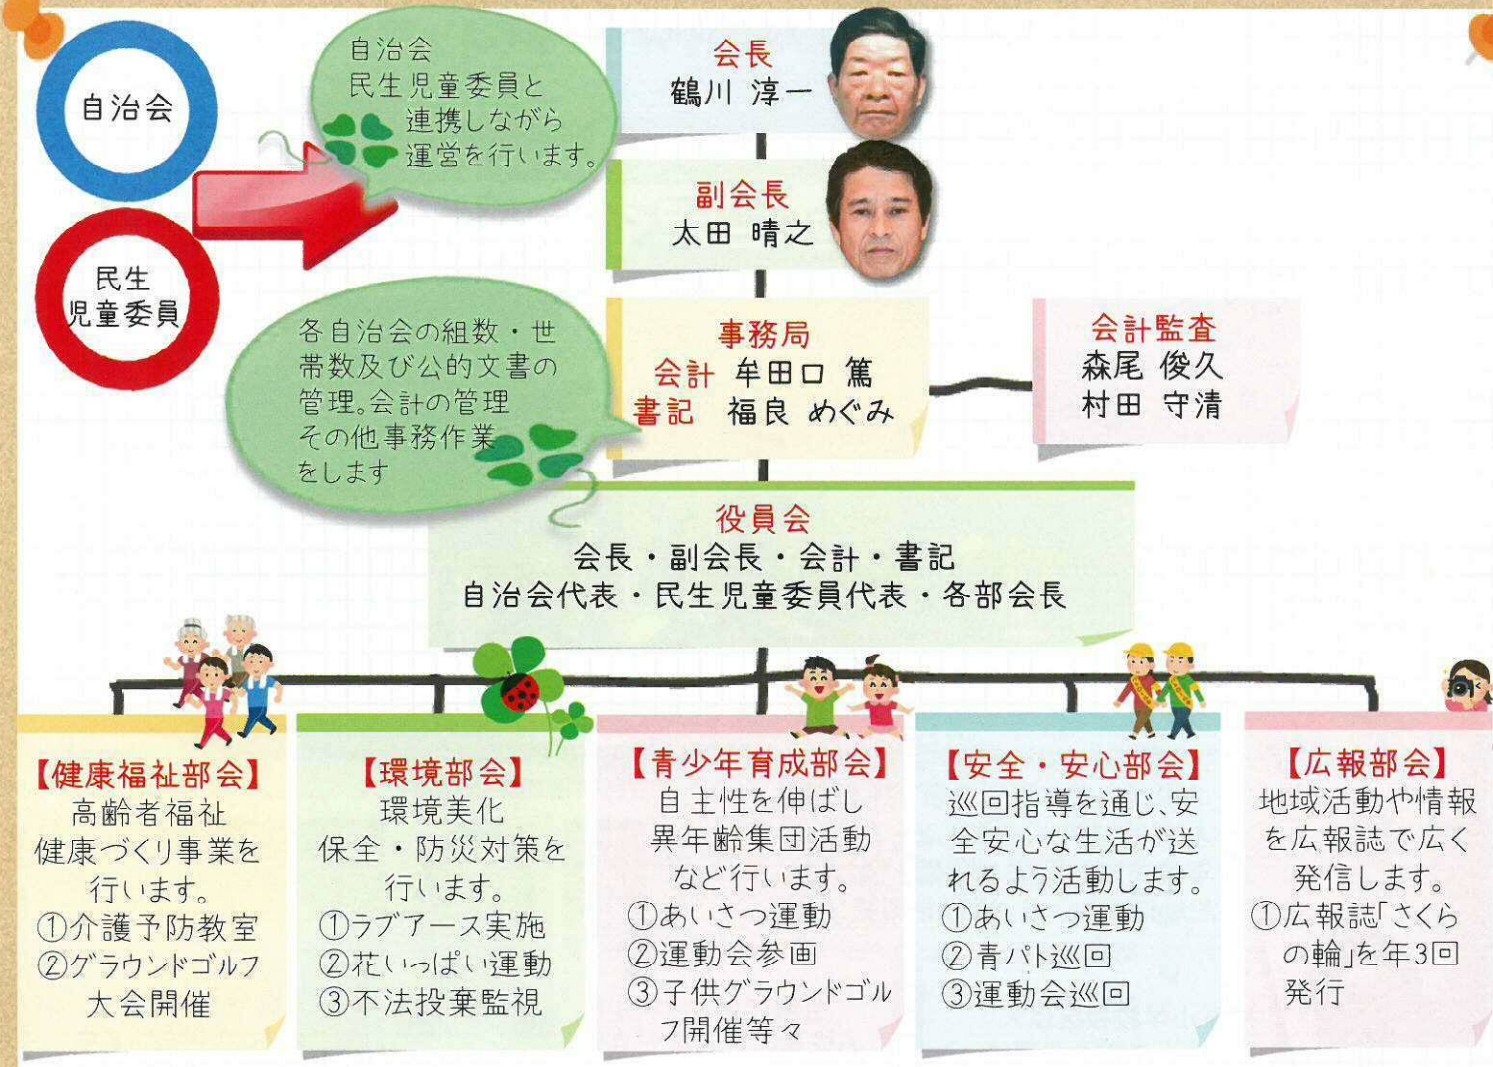 自治会
民生
児童委員
自治会
民生児童委員と
連携しながら
運営を行います。
会長
鶴川 淳一
副会長
太田 晴之
各自治会の組数・世
帯数及び公的文書の
管理。会計の管理
その他事務作業
をします
事務局
会計 牟田口 篤
書記 福良 めぐみ
会計監査
森尾 俊久
村田 守清
役員会
会長・副会長・会計・書記
自治会代表・民生児童委員代表・各部会長
【健康福祉部会】
高齢者福祉
健康づくり事業を
行います。
①介護予防教室
②グラウンドゴルフ
大会開催
【環境部会】
環境美化
保全・防災対策を
行います。
①ラブアース実施
②花いっぱい運動
③不法投棄監視
【青少年育成部会】
自主性を伸ばし
異年齢集団活動
など行います。
①あいさつ運動
②運動会参画
③子供グラウンドゴル
フ開催等々
【安全・安心部会】
巡回指導を通じ、安
全安心な生活が送
れるよう活動します。
①あいさつ運動
②青パト巡回
③運動会巡回
【広報部会】
地域活動や情報
を広報誌で広く
発信します。
①広報誌「さくら
の輪」を年3回
発行